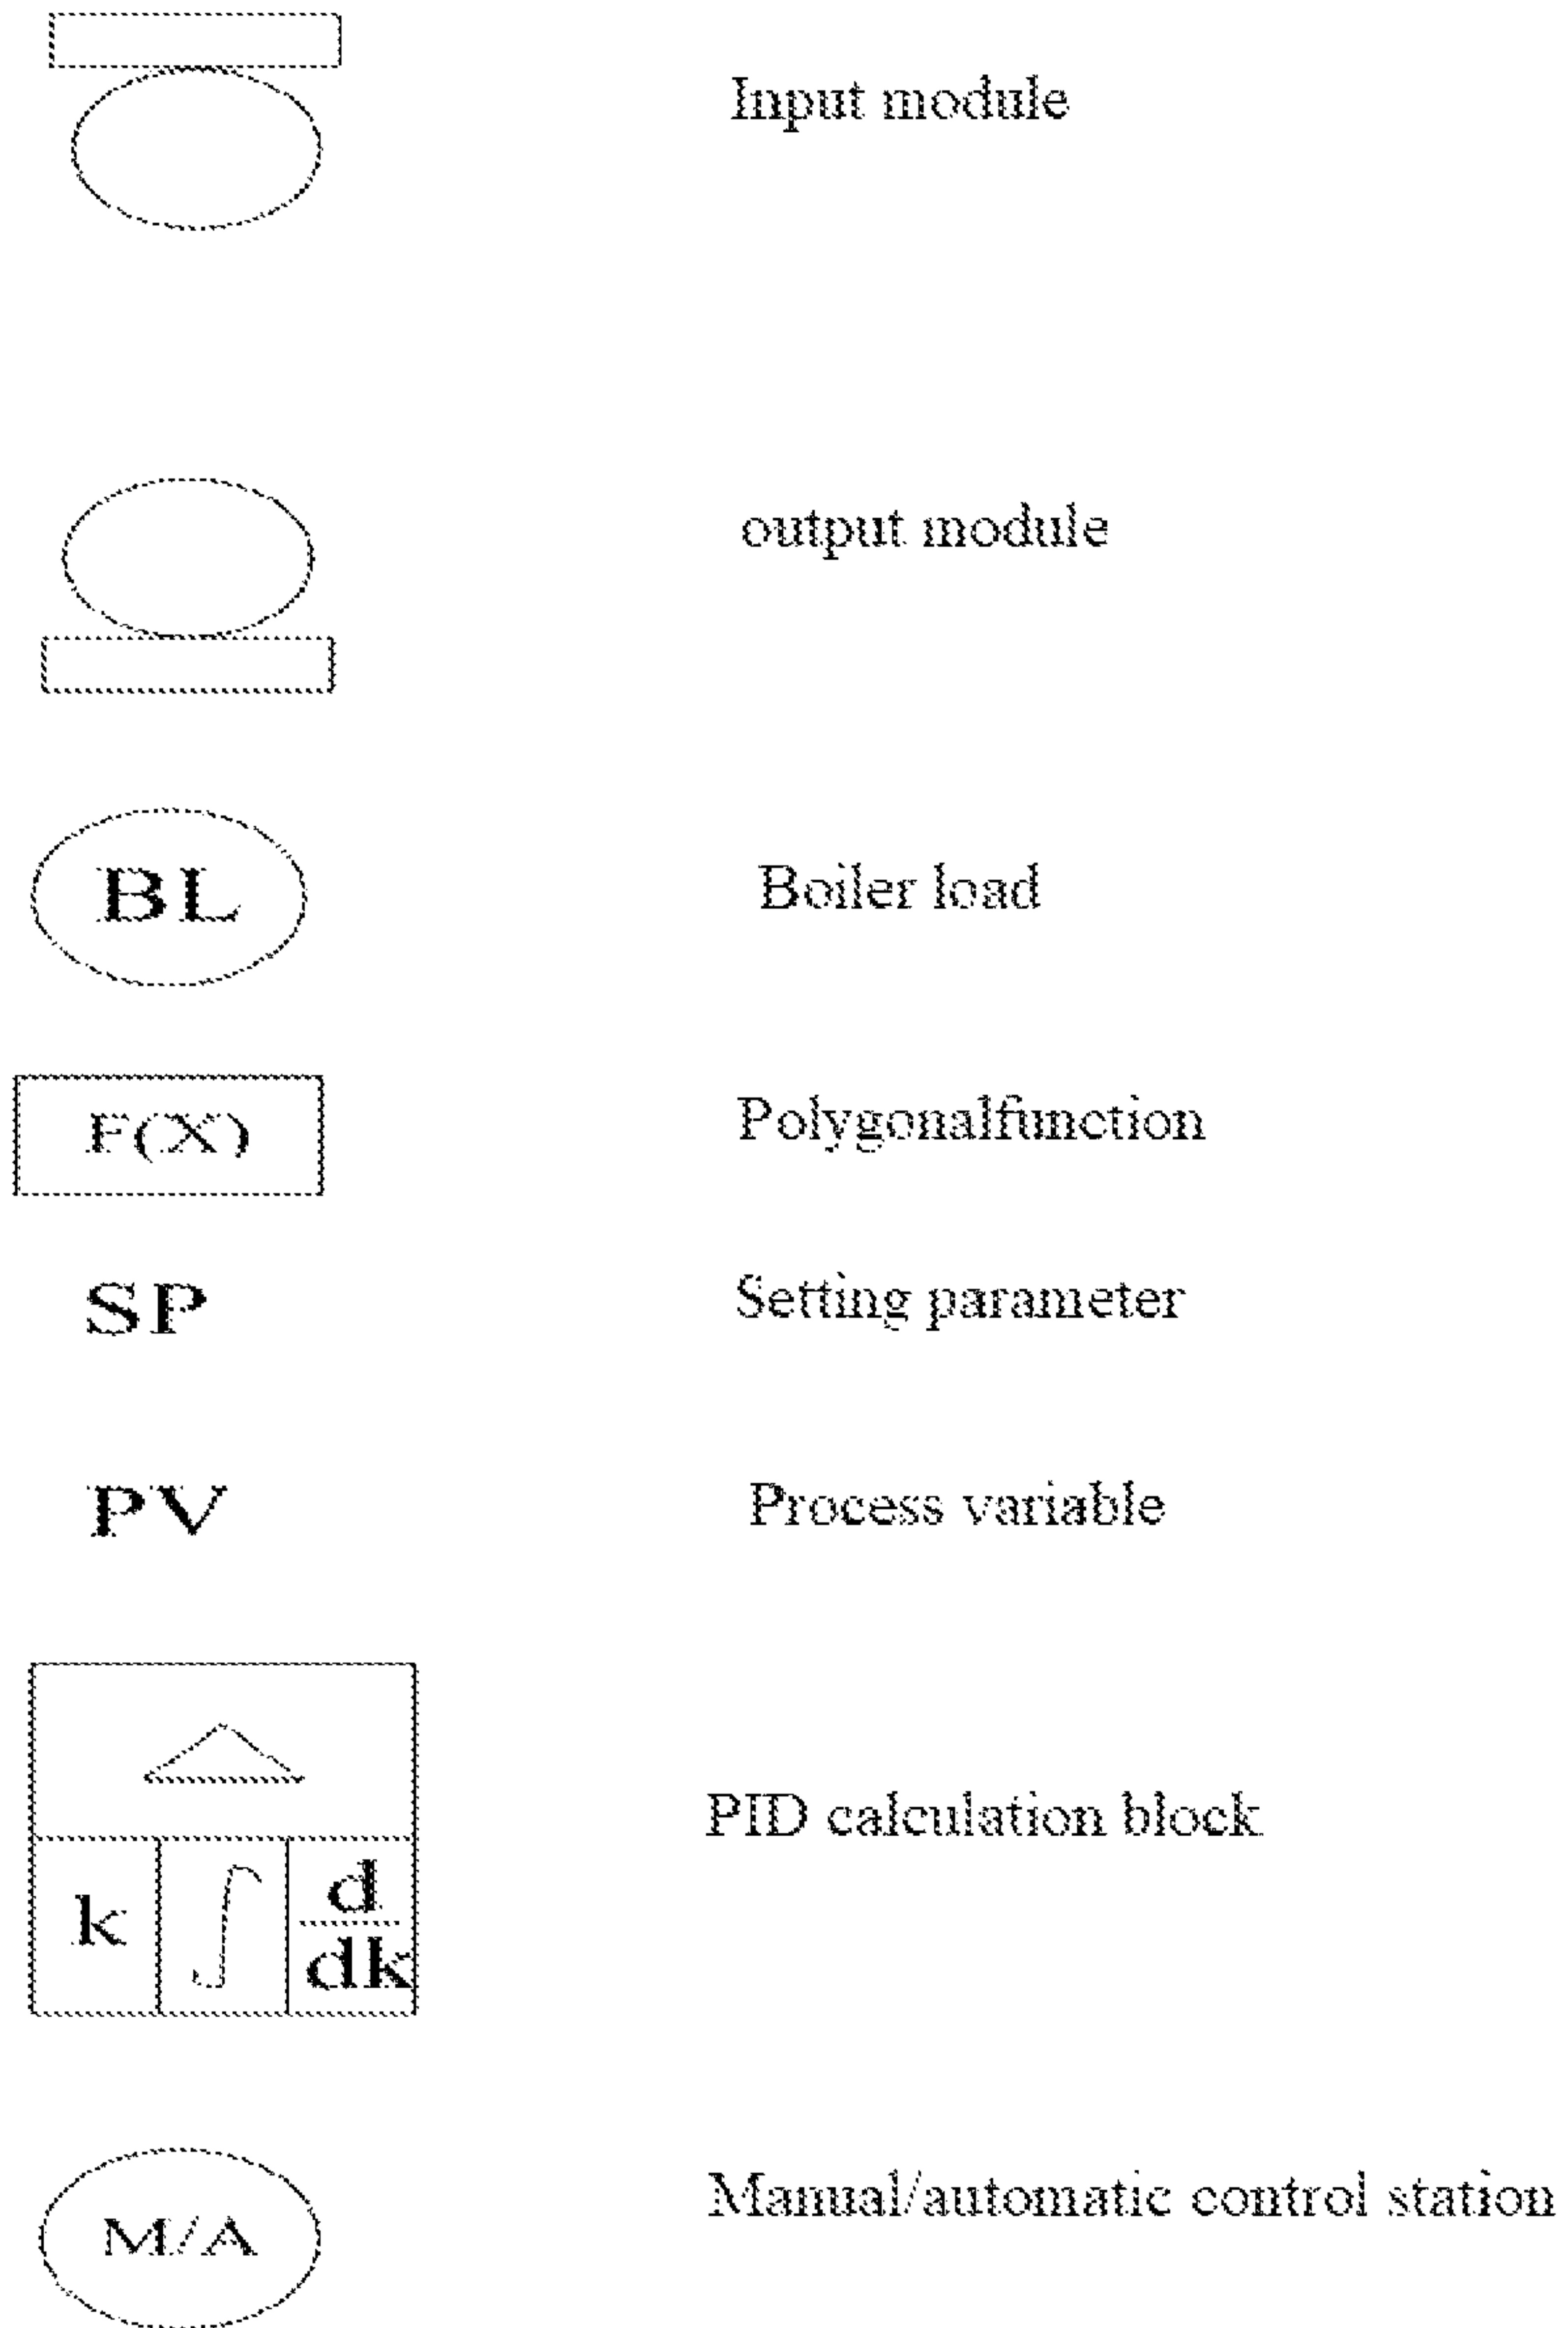 Input module
output module
BL Boiler load
F(X) Polygonalfunction
SP Setting parameter
PV Process variable
PID calculation block
k ∫ d/dk
M/A Manual/automatic control station